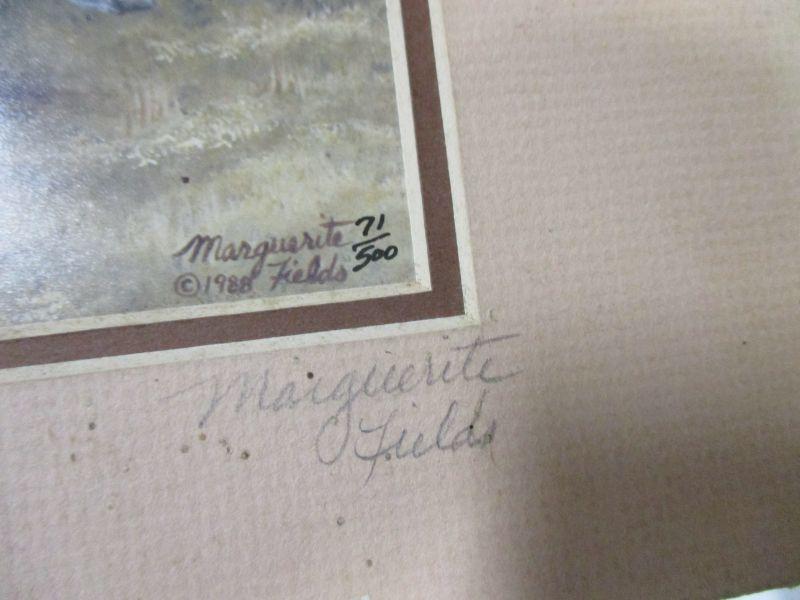 Marguerite 71/500
©1988 Fields
Marguerite
Fields